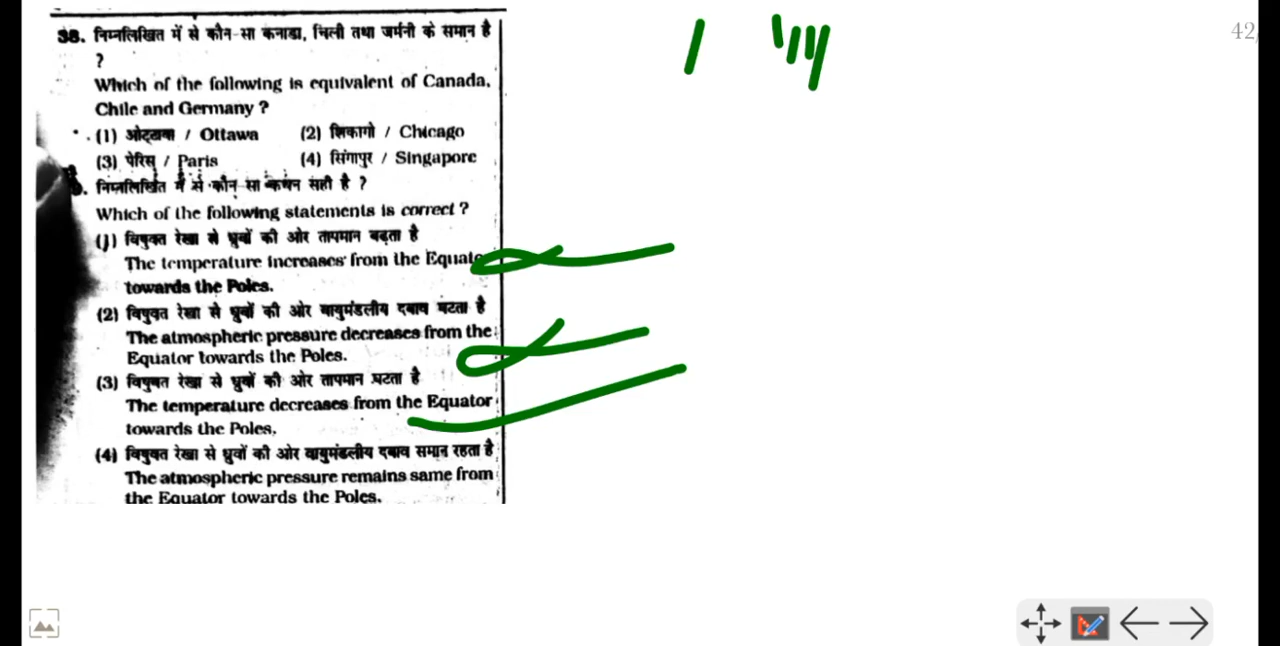 38. निम्नलिखित में से कौन-सा कनाडा, चिली तथा जर्मनी के समान है
?
Which of the following is equivalent of Canada,
Chile and Germany ?
(1) ओट्टावा / Ottawa (2) शिकागो / Chicago
(3) पेरिस / Paris (4) सिंगापुर / Singapore
निम्नलिखित में से कौन सा कथन सही है ?
Which of the following statements is correct ?
(1) विषुवत रेखा से ध्रुवों की ओर तापमान बढ़ता है
The temperature increases from the Equat
towards the Poles.
(2) विषुवत रेखा से ध्रुवों की ओर वायुमंडलीय दबाव घटता है
The atmospheric pressure decreases from the
Equator towards the Poles.
(3) विषुवत रेखा से ध्रुवों की ओर तापमान घटता है
The temperature decreases from the Equator
towards the Poles.
(4) विषुवत रेखा से ध्रुवों की ओर वायुमंडलीय दबाव समान रहता है
The atmospheric pressure remains same from
the Equator towards the Poles.
42